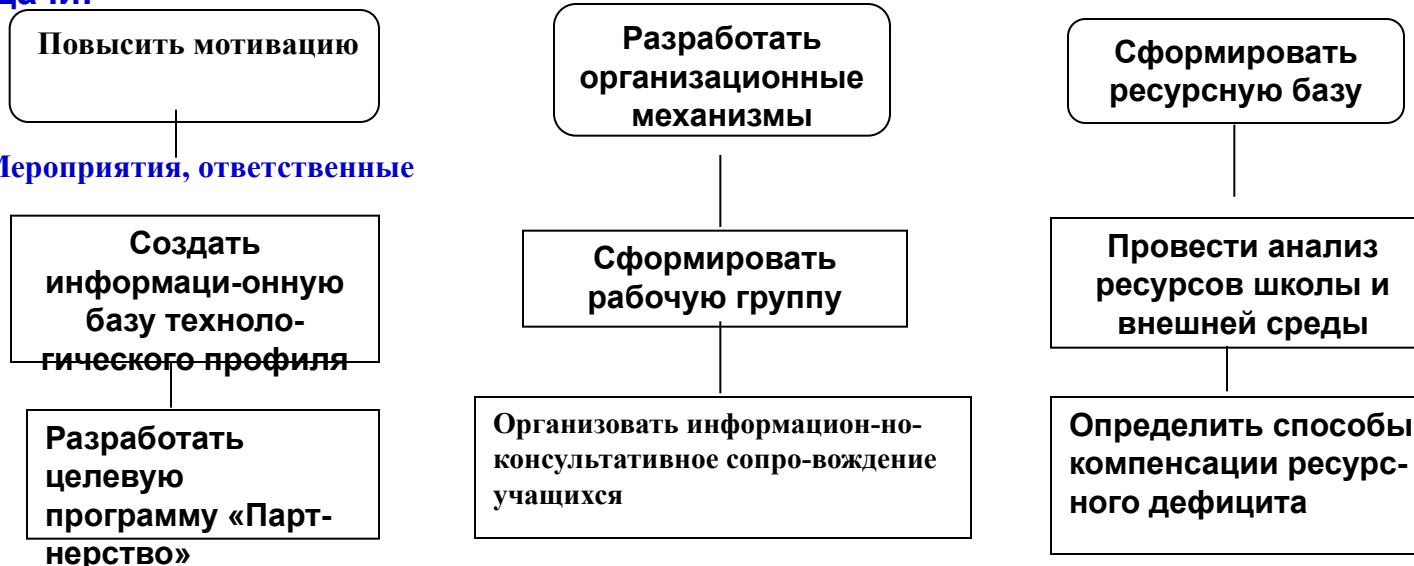 Повысить мотивацию
Разработать
организационные
механизмы
Сформировать
ресурсную базу
Мероприятия, ответственные
Создать
информаци-онную
базу техноло-
гического профиля
Сформировать
рабочую группу
Провести анализ
ресурсов школы и
внешней среды
Разработать
целевую
программу «Парт-
нерство»
Организовать информацион-но-
консультативное сопро-вождение
учащихся
Определить способы
компенсации ресурс-
ного дефицита